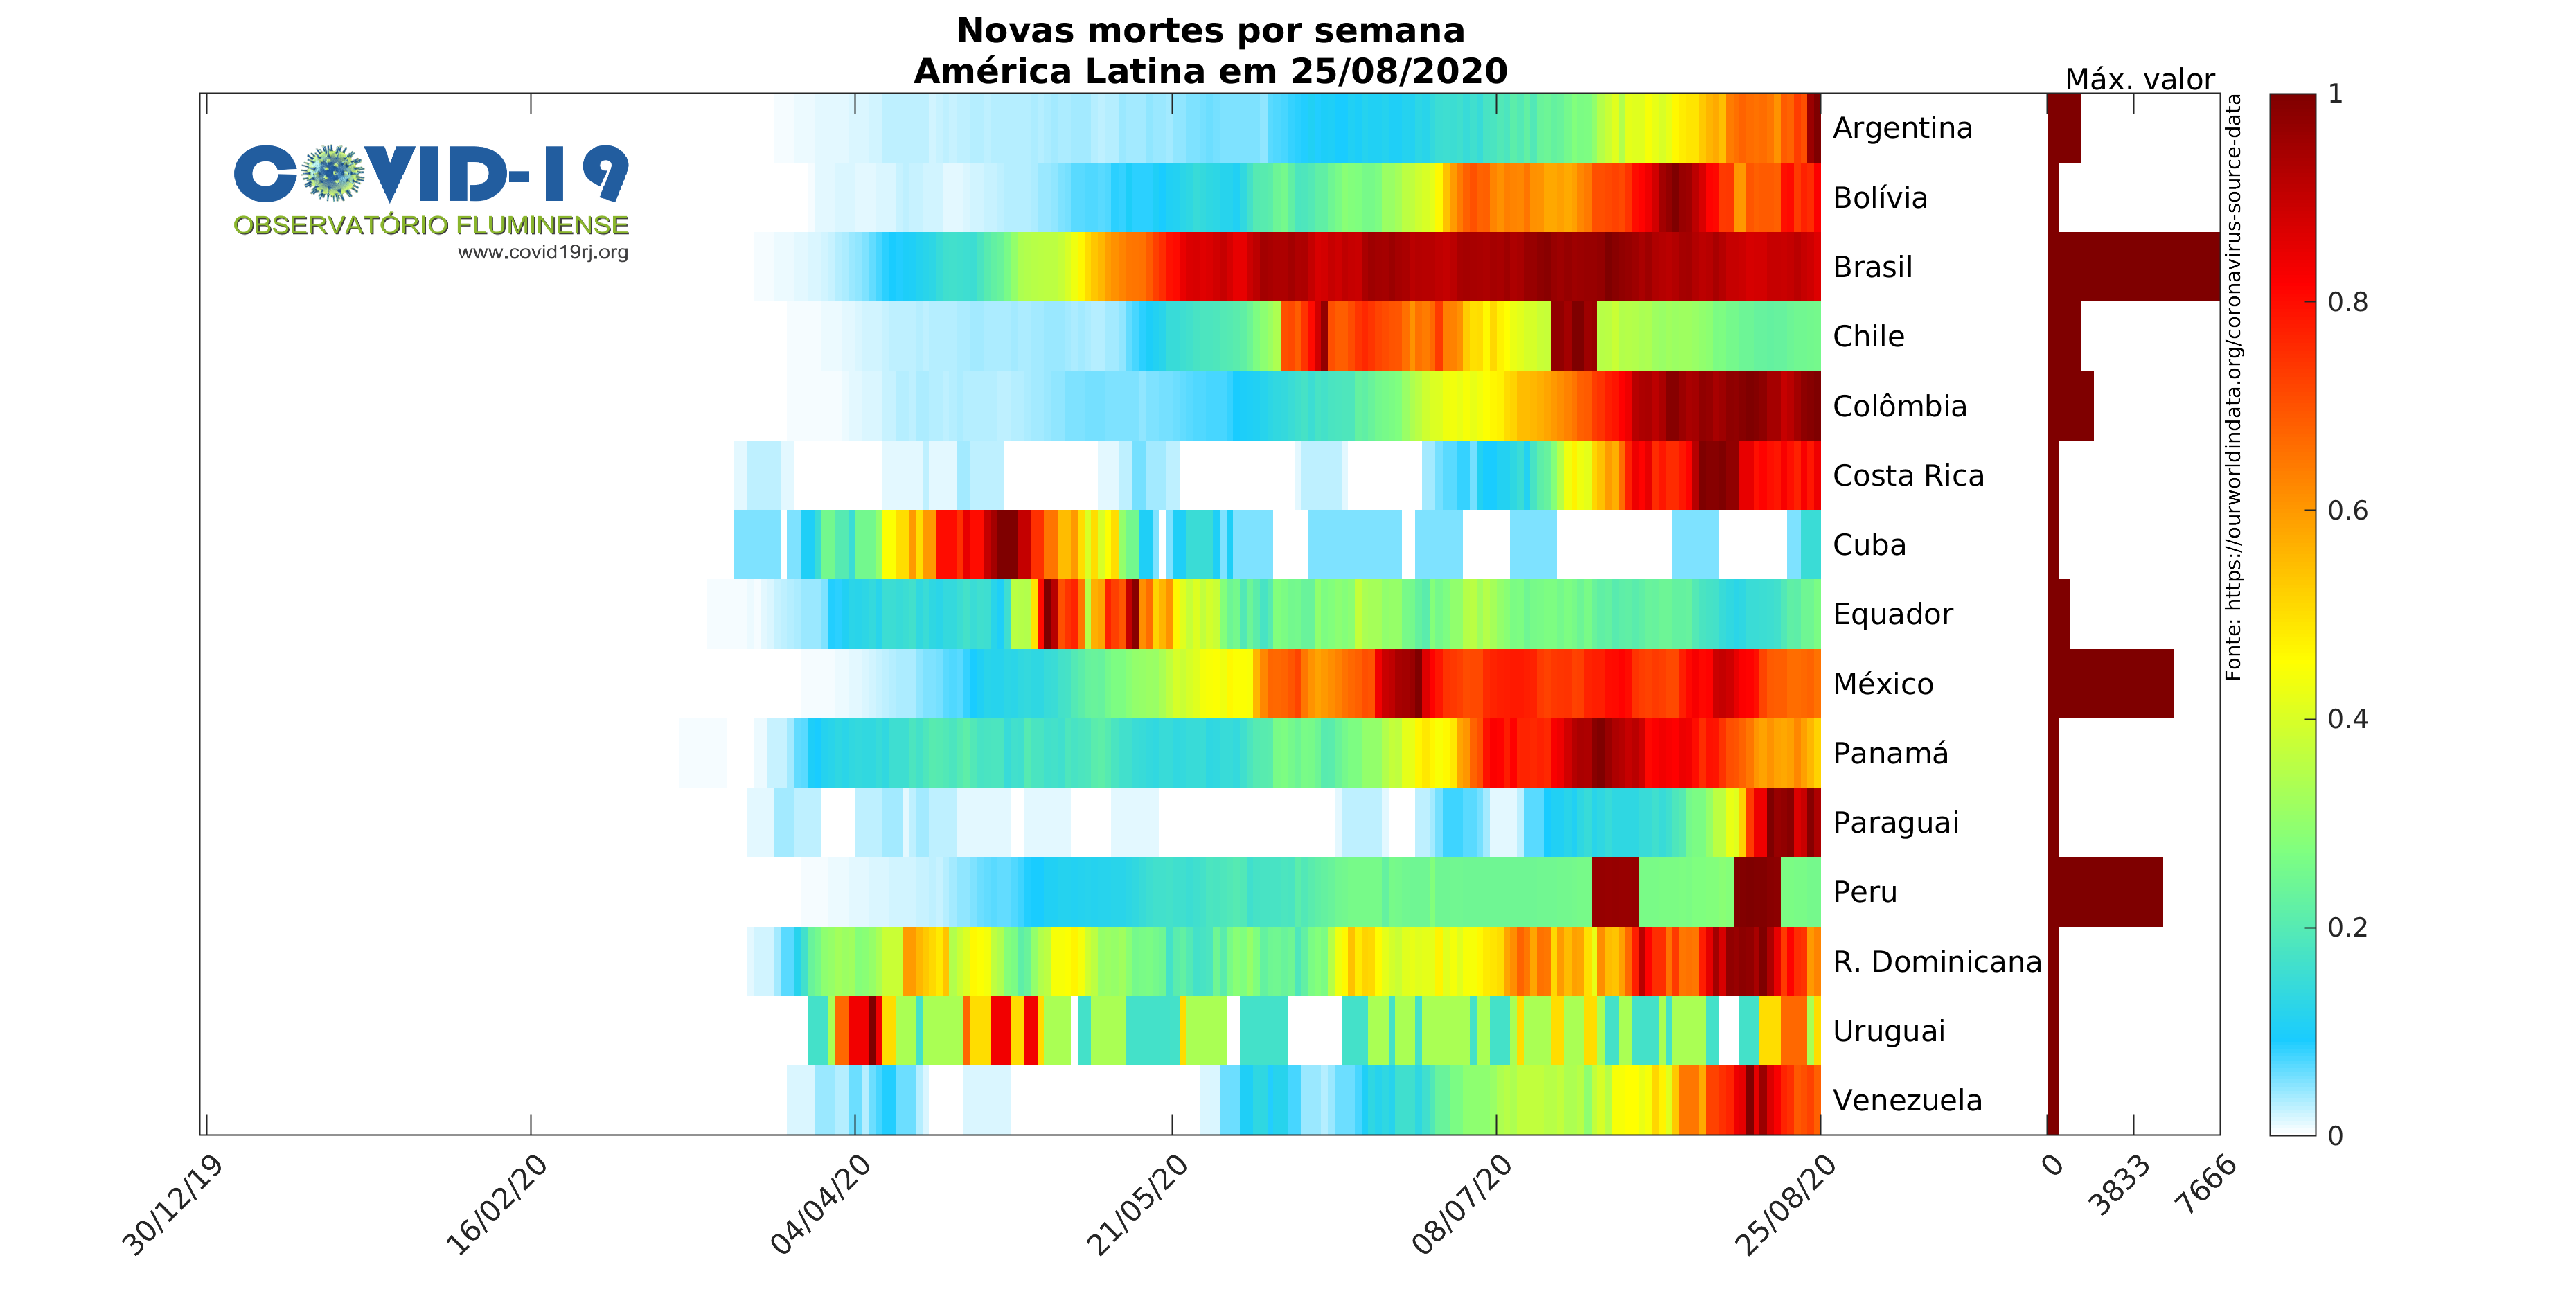 Novas mortes por semana
América Latina em 25/08/2020
Máx. valor
COVID-19
OBSERVATÓRIO FLUMINENSE
www.covid19rj.org
Argentina
Bolívia
Brasil
Chile
Colômbia
Costa Rica
Cuba
Equador
México
Panamá
Paraguai
Peru
R. Dominicana
Uruguai
Venezuela
Fonte: https://ourworldindata.org/coronavirus-source-data
1
0.8
0.6
0.4
0.2
0
30/12/19
16/02/20
04/04/20
21/05/20
08/07/20
25/08/20
0
3833
7666